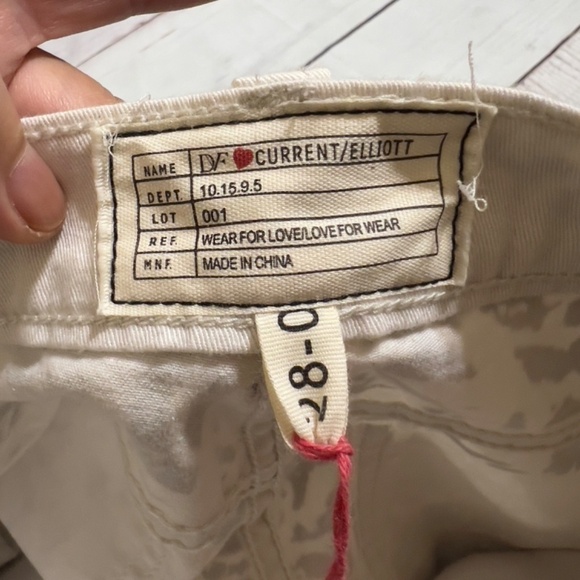 NAME DVF ❤ CURRENT/ELLIOTT
DEPT. 10.15.9.5
LOT 001
REF. WEAR FOR LOVE/LOVE FOR WEAR
MNF. MADE IN CHINA
28-0